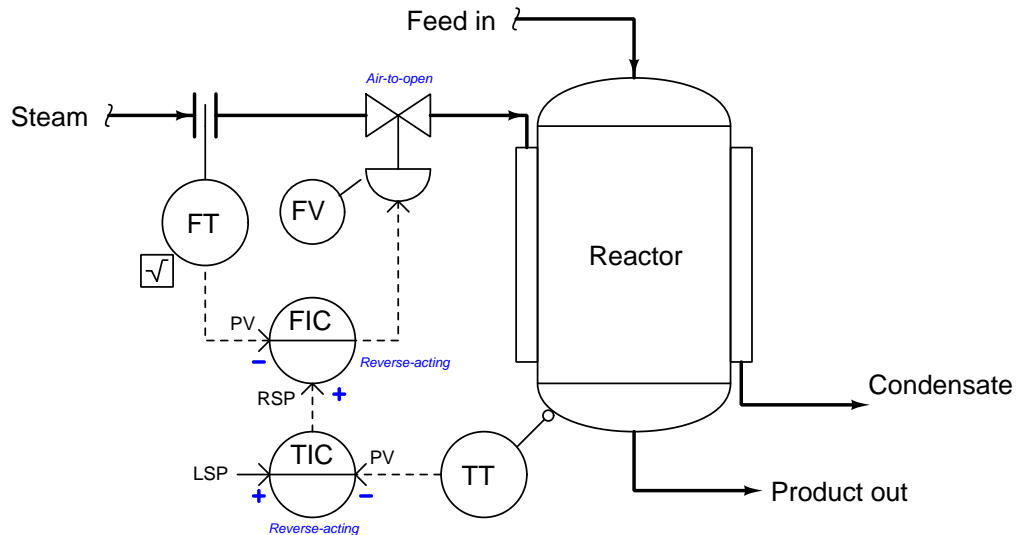 Feed in
Air-to-open
Steam
FT
FV
√
Reactor
PV
FIC
−
Reverse-acting
RSP
+
Condensate
TIC
PV
LSP
TT
+
−
Product out
Reverse-acting